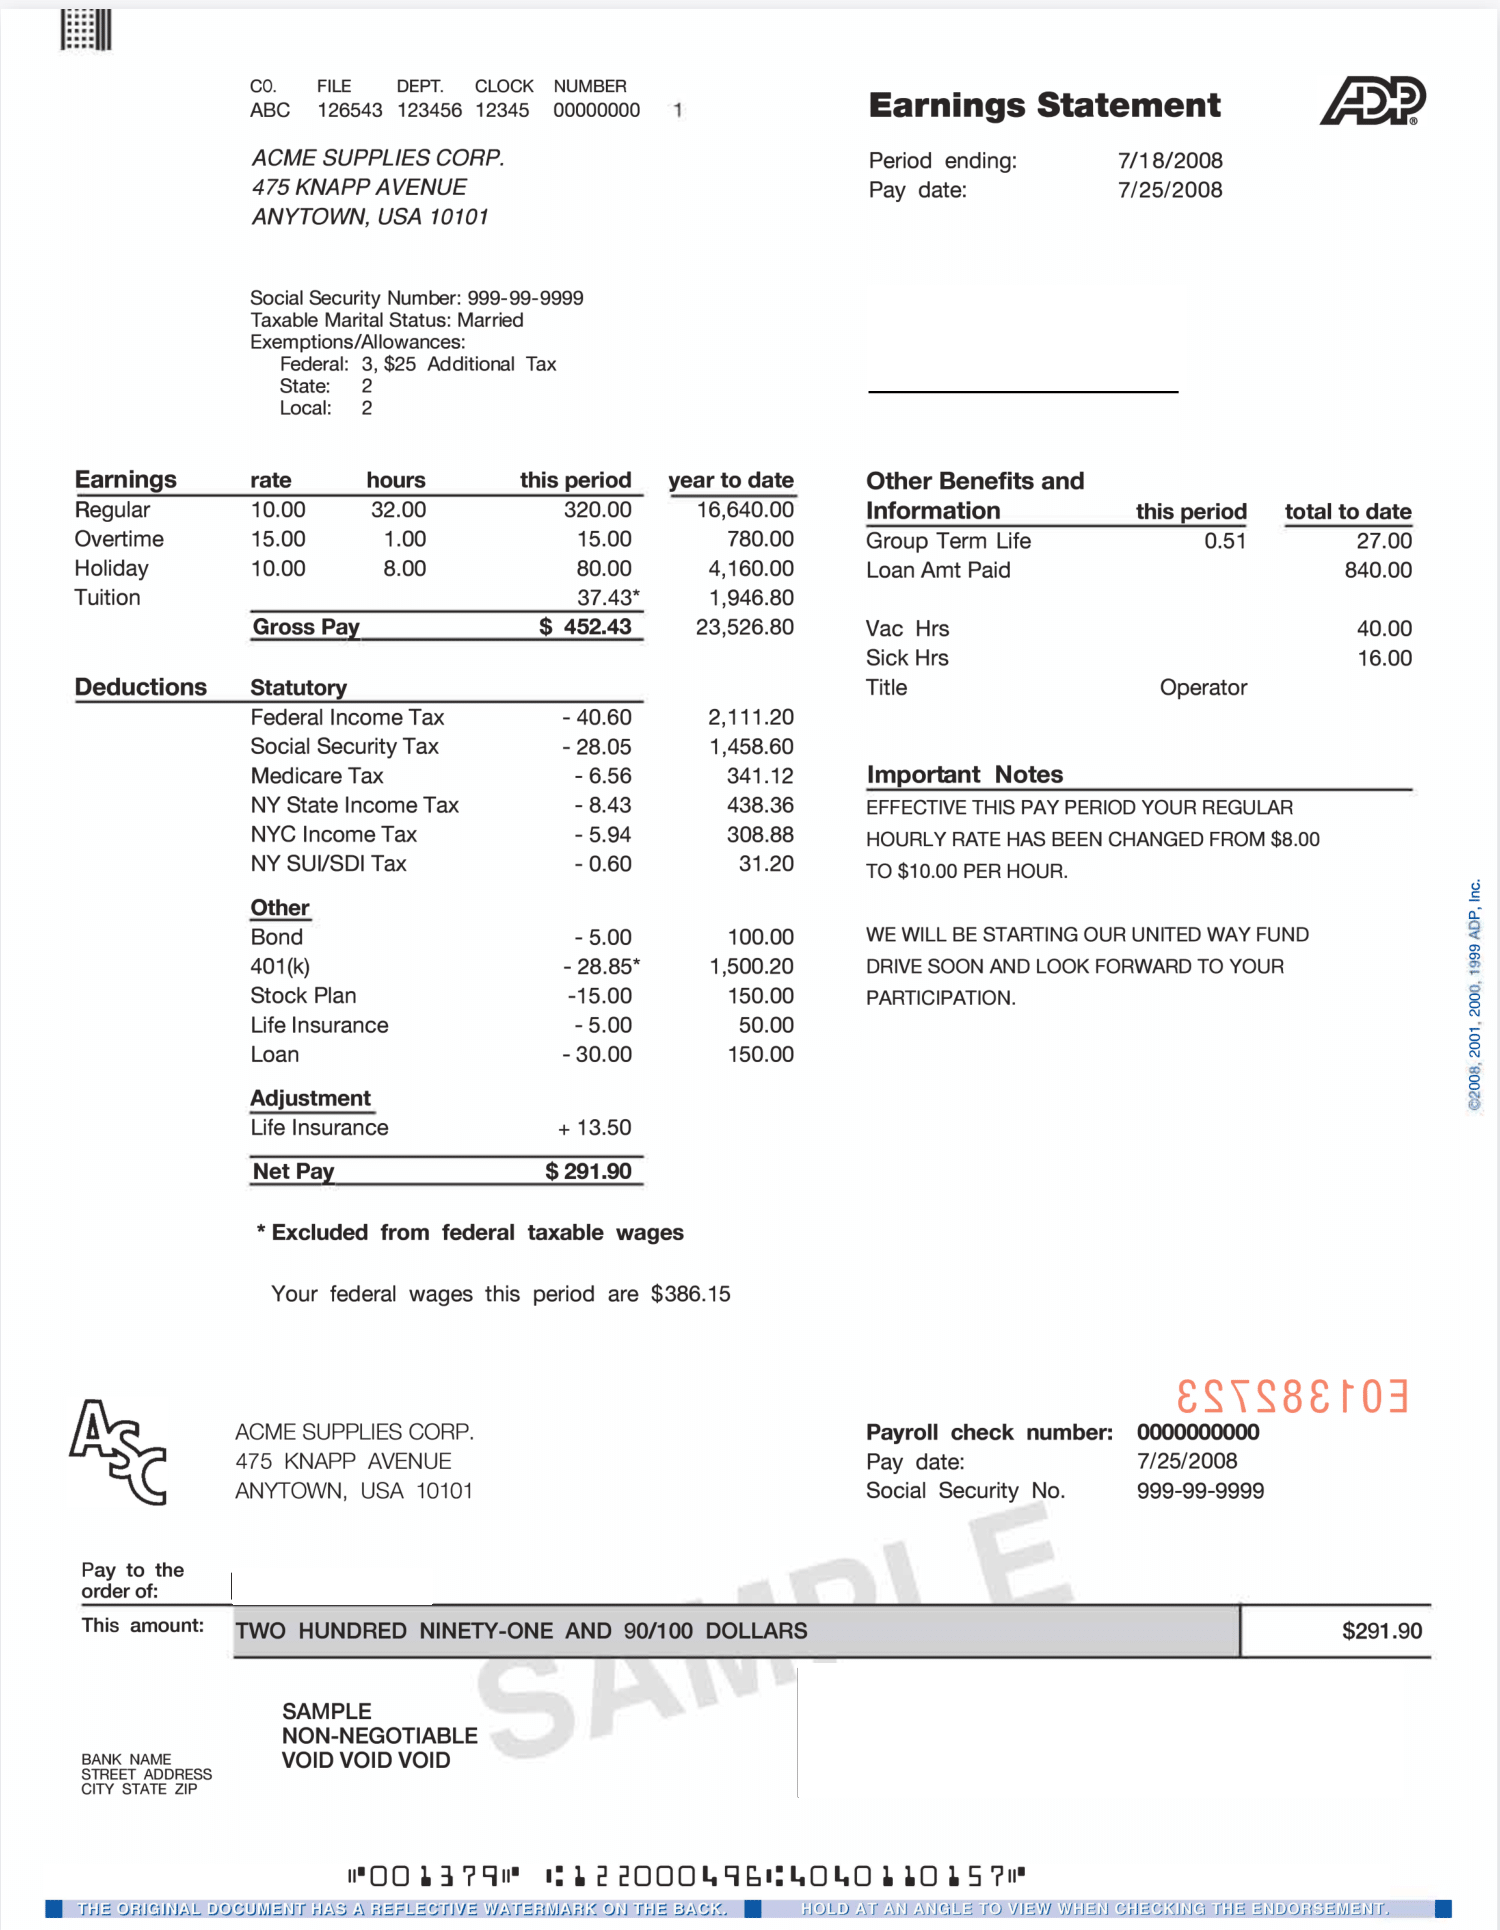 CO. FILE DEPT. CLOCK NUMBER
ABC 126543 123456 12345 00000000 1
ACME SUPPLIES CORP.
475 KNAPP AVENUE
ANYTOWN, USA 10101
Earnings Statement
ADP®
Period ending: 7/18/2008
Pay date: 7/25/2008
Social Security Number: 999-99-9999
Taxable Marital Status: Married
Exemptions/Allowances:
Federal: 3, $25 Additional Tax
State: 2
Local: 2
Earnings rate hours this period year to date
Regular 10.00 32.00 320.00 16,640.00
Overtime 15.00 1.00 15.00 780.00
Holiday 10.00 8.00 80.00 4,160.00
Tuition 37.43* 1,946.80
Gross Pay $ 452.43 23,526.80
Deductions Statutory
Federal Income Tax - 40.60 2,111.20
Social Security Tax - 28.05 1,458.60
Medicare Tax - 6.56 341.12
NY State Income Tax - 8.43 438.36
NYC Income Tax - 5.94 308.88
NY SUI/SDI Tax - 0.60 31.20
Other
Bond - 5.00 100.00
401(k) - 28.85* 1,500.20
Stock Plan -15.00 150.00
Life Insurance - 5.00 50.00
Loan - 30.00 150.00
Adjustment
Life Insurance + 13.50
Net Pay $ 291.90
* Excluded from federal taxable wages
Your federal wages this period are $386.15
Other Benefits and
Information this period total to date
Group Term Life 0.51 27.00
Loan Amt Paid 840.00
Vac Hrs 40.00
Sick Hrs 16.00
Title Operator
Important Notes
EFFECTIVE THIS PAY PERIOD YOUR REGULAR
HOURLY RATE HAS BEEN CHANGED FROM $8.00
TO $10.00 PER HOUR.
WE WILL BE STARTING OUR UNITED WAY FUND
DRIVE SOON AND LOOK FORWARD TO YOUR
PARTICIPATION.
©2008, 2001, 2000, 1999 ADP, Inc.
E01382723
ASC
ACME SUPPLIES CORP.
475 KNAPP AVENUE
ANYTOWN, USA 10101
Payroll check number: 0000000000
Pay date: 7/25/2008
Social Security No. 999-99-9999
Pay to the
order of:
This amount: TWO HUNDRED NINETY-ONE AND 90/100 DOLLARS $291.90
SAMPLE
SAMPLE
NON-NEGOTIABLE
VOID VOID VOID
BANK NAME
STREET ADDRESS
CITY STATE ZIP
⑈001379⑈ ⑆122000496⑆4040110157⑈
THE ORIGINAL DOCUMENT HAS A REFLECTIVE WATERMARK ON THE BACK. HOLD AT AN ANGLE TO VIEW WHEN CHECKING THE ENDORSEMENT.